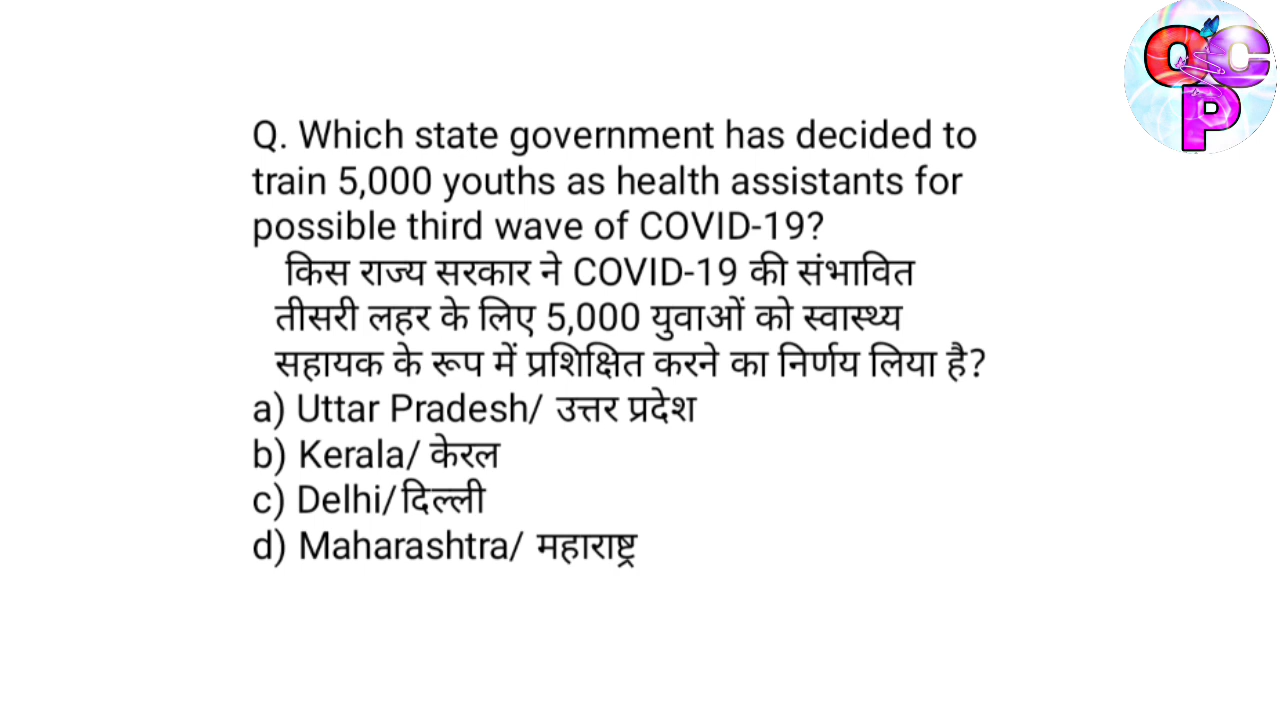 Q. Which state government has decided to
train 5,000 youths as health assistants for
possible third wave of COVID-19?
किस राज्य सरकार ने COVID-19 की संभावित
तीसरी लहर के लिए 5,000 युवाओं को स्वास्थ्य
सहायक के रूप में प्रशिक्षित करने का निर्णय लिया है?
a) Uttar Pradesh/ उत्तर प्रदेश
b) Kerala/ केरल
c) Delhi/दिल्ली
d) Maharashtra/ महाराष्ट्र
QC
P